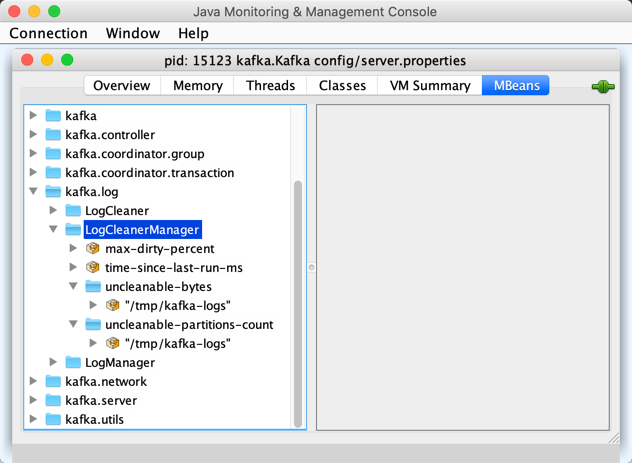 Java Monitoring & Management Console
Connection Window Help
pid: 15123 kafka.Kafka config/server.properties
Overview Memory Threads Classes VM Summary MBeans
kafka
kafka.controller
kafka.coordinator.group
kafka.coordinator.transaction
kafka.log
LogCleaner
LogCleanerManager
max-dirty-percent
time-since-last-run-ms
uncleanable-bytes
"/tmp/kafka-logs"
uncleanable-partitions-count
"/tmp/kafka-logs"
LogManager
kafka.network
kafka.server
kafka.utils